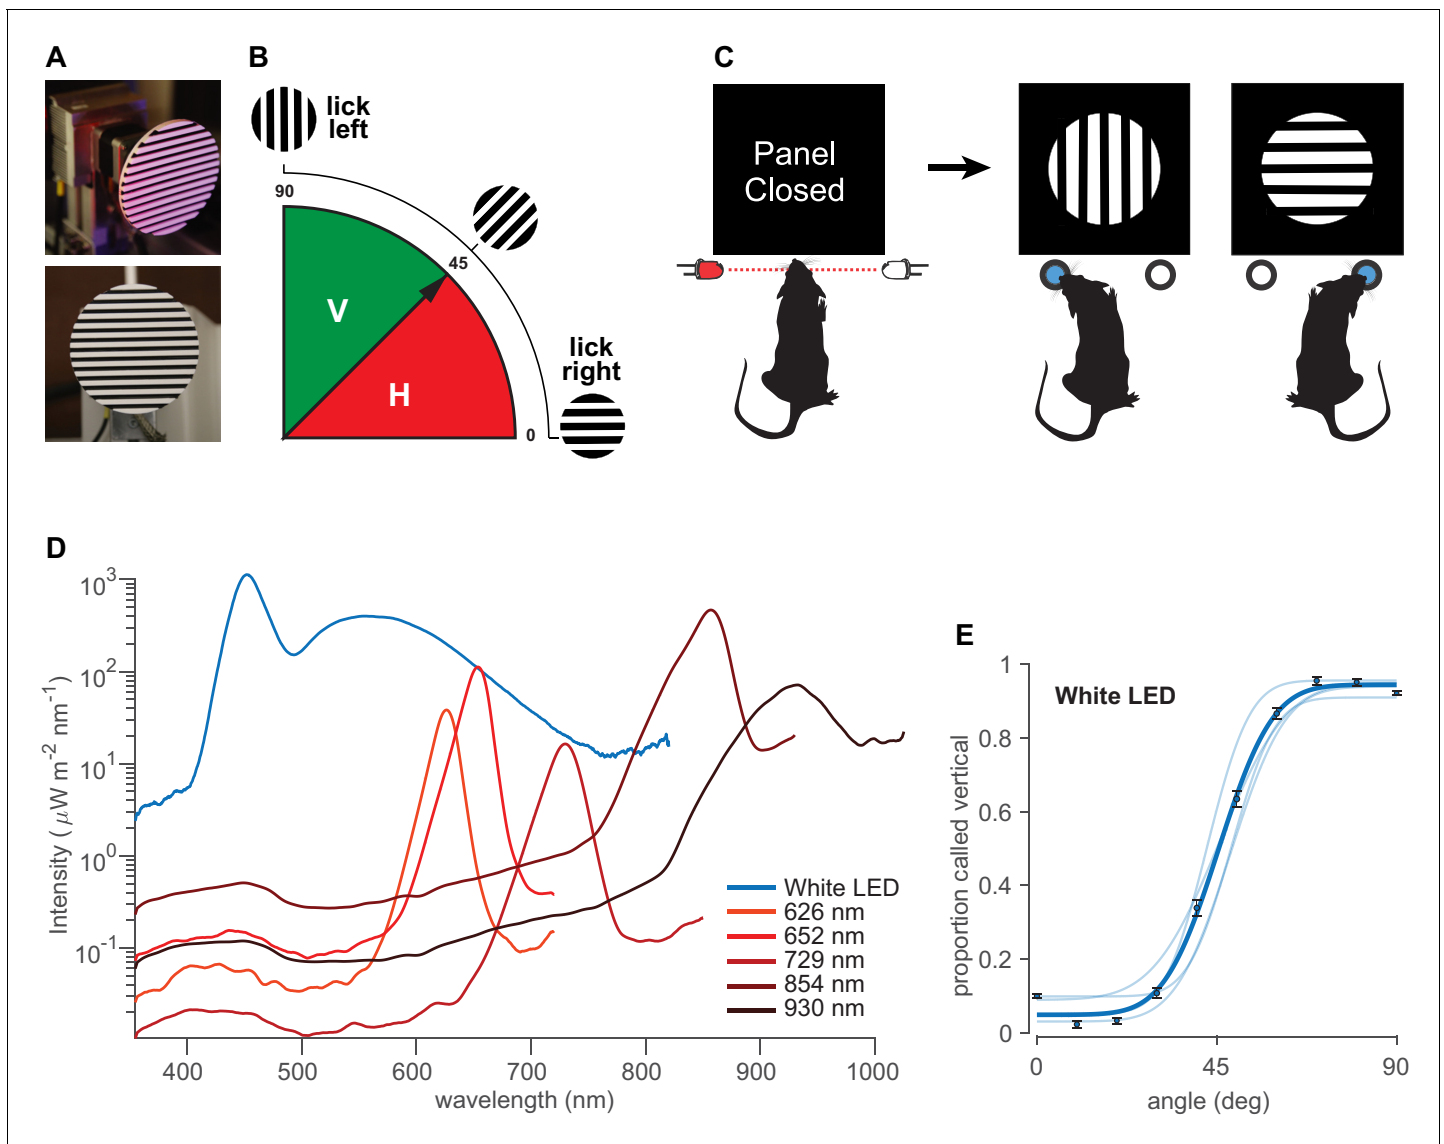 A
B
C
lick
left
90
45
V
H
lick
right
0
Panel
Closed
D
Intensity ( μW m-2 nm-1)
10^3
10^2
10^1
10^0
10^-1
400
500
600
700
800
900
1000
wavelength (nm)
White LED
626 nm
652 nm
729 nm
854 nm
930 nm
E
White LED
proportion called vertical
1
0.8
0.6
0.4
0.2
0
0
45
90
angle (deg)